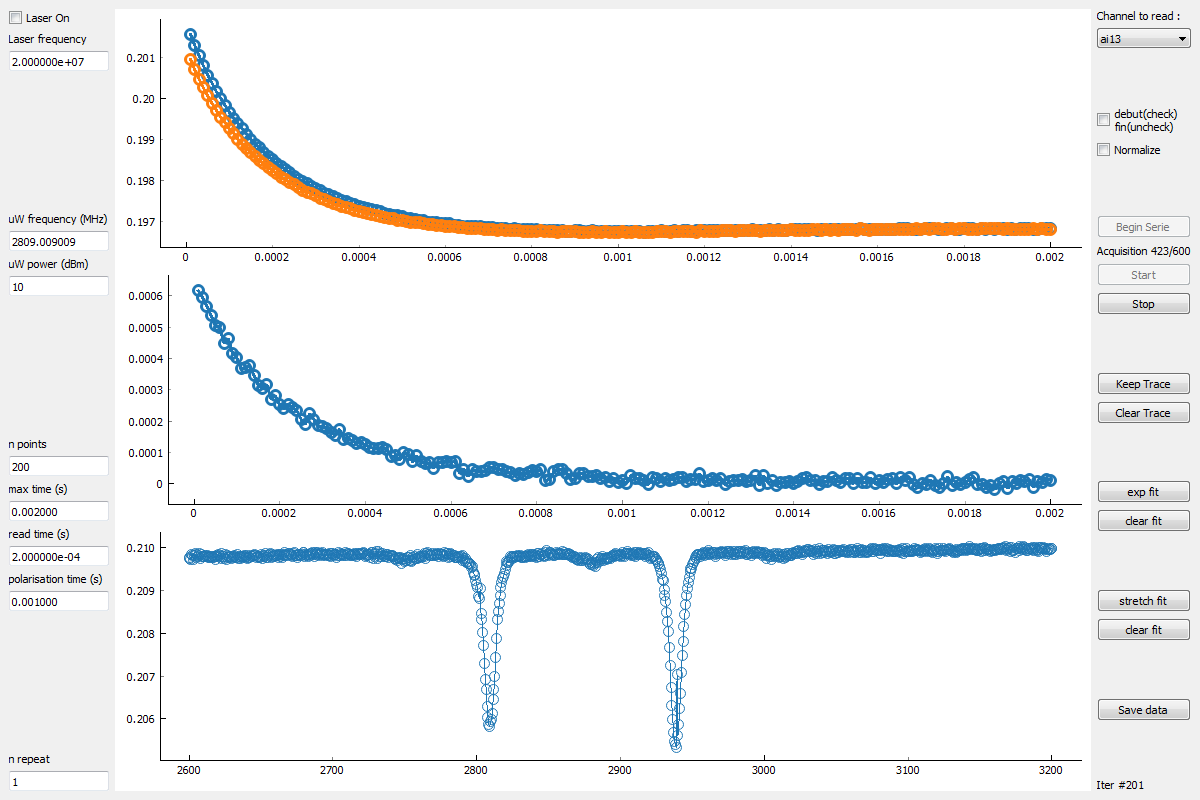 Laser On
Laser frequency
2.000000e+07
uW frequency (MHz)
2809.009009
uW power (dBm)
10
n points
200
max time (s)
0.002000
read time (s)
2.000000e-04
polarisation time (s)
0.001000
n repeat
1
0.201
0.20
0.199
0.198
0.197
0 0.0002 0.0004 0.0006 0.0008 0.001 0.0012 0.0014 0.0016 0.0018 0.002
0.0006
0.0005
0.0004
0.0003
0.0002
0.0001
0
0 0.0002 0.0004 0.0006 0.0008 0.001 0.0012 0.0014 0.0016 0.0018 0.002
0.210
0.209
0.208
0.207
0.206
2600 2700 2800 2900 3000 3100 3200
Channel to read :
ai13
debut(check)
fin(uncheck)
Normalize
Begin Serie
Acquisition 423/600
Start
Stop
Keep Trace
Clear Trace
exp fit
clear fit
stretch fit
clear fit
Save data
Iter #201